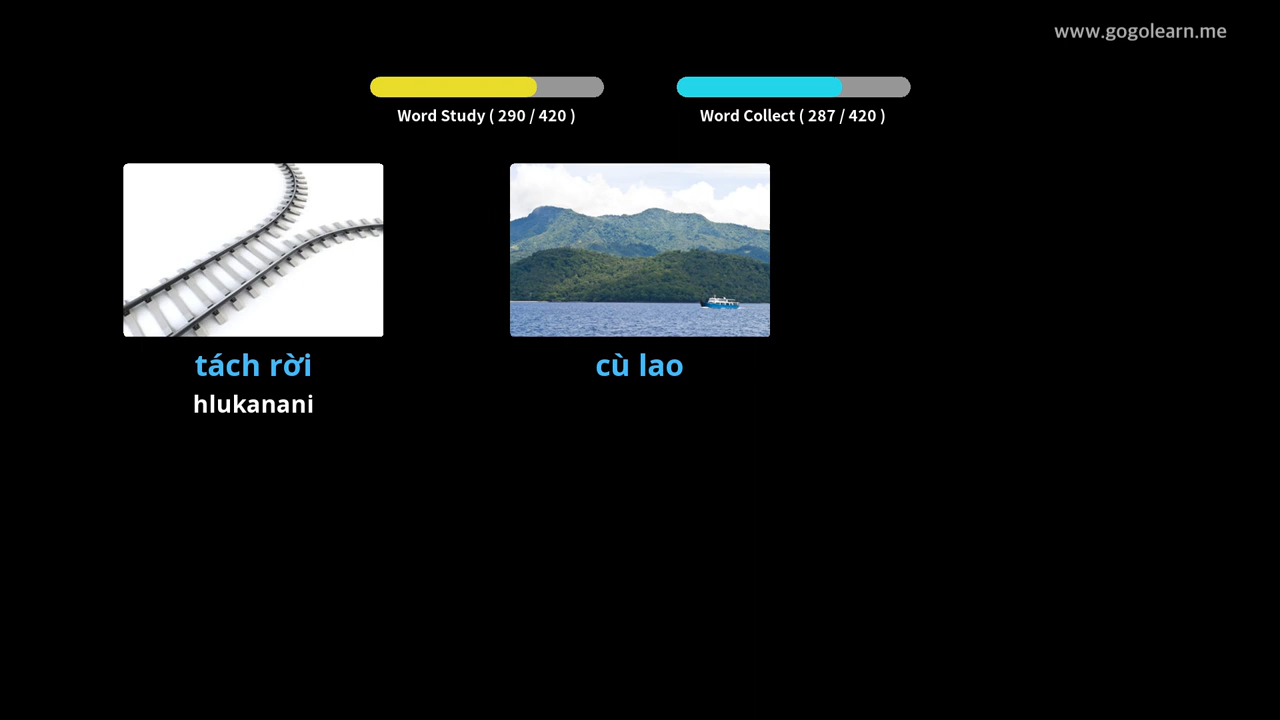 www.gogolearn.me
Word Study ( 290 / 420 )
Word Collect ( 287 / 420 )
tách rời
hlukanani
cù lao